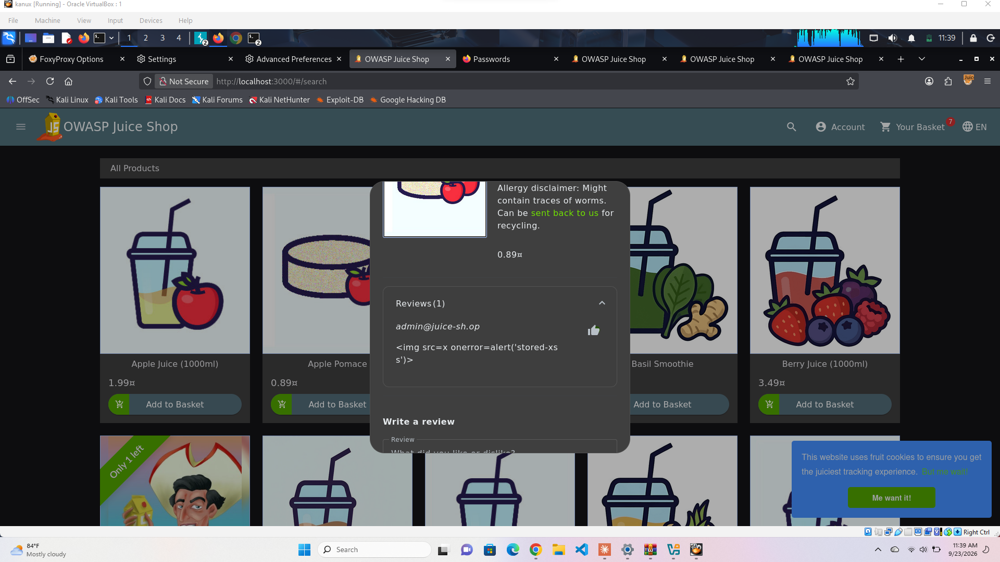 kanux [Running] - Oracle VirtualBox : 1
File Machine View Input Devices Help
1 2 3 4 2 2 11:39
FoxyProxy Options Settings Advanced Preferences OWASP Juice Shop Passwords OWASP Juice Shop OWASP Juice Shop OWASP Juice Shop
Not Secure http://localhost:3000/#/search Juic
OffSec Kali Linux Kali Tools Kali Docs Kali Forums Kali NetHunter Exploit-DB Google Hacking DB
JS OWASP Juice Shop Account Your Basket 7 EN
All Products
Allergy disclaimer: Might
contain traces of worms.
Can be sent back to us for
recycling.
0.89¤
Reviews (1)
admin@juice-sh.op
<img src=x onerror=alert('stored-xs
s')>
Write a review
Review
What did you like or dislike?
Apple Juice (1000ml)
1.99¤
Add to Basket
Apple Pomace
0.89¤
Add to Basket
Basil Smoothie
Add to Basket
Berry Juice (1000ml)
3.49¤
Add to Basket
Only 1 left
This website uses fruit cookies to ensure you get
the juiciest tracking experience. But me wait!
Me want it!
Right Ctrl
84°F
Mostly cloudy
Search
11:39 AM
9/23/2026